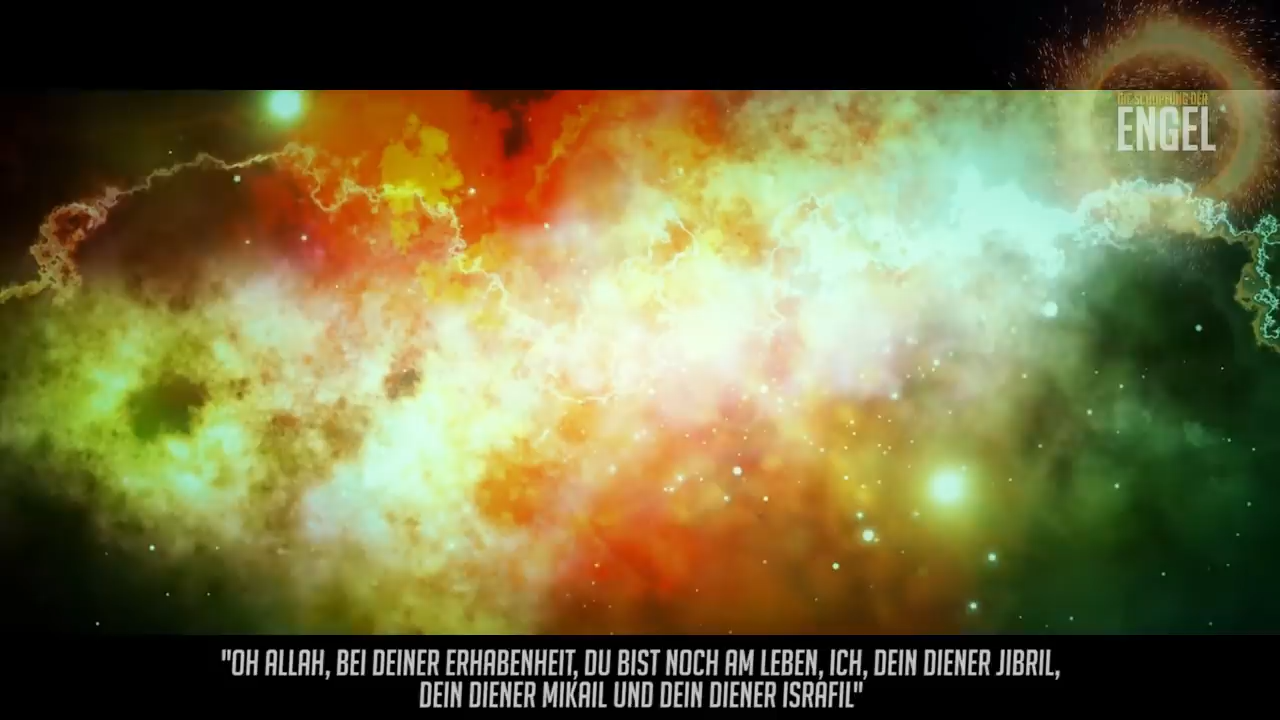 DIE SCHÖPFUNG DER
ENGEL
"OH ALLAH, BEI DEINER ERHABENHEIT, DU BIST NOCH AM LEBEN, ICH, DEIN DIENER JIBRIL,
DEIN DIENER MIKAIL UND DEIN DIENER ISRAFIL"